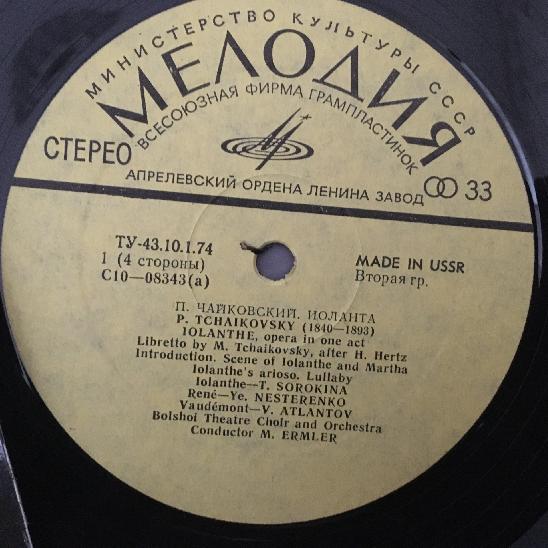 МИНИСТЕРСТВО КУЛЬТУРЫ СССР
МЕЛОДИЯ
ВСЕСОЮЗНАЯ ФИРМА ГРАМПЛАСТИНОК
СТЕРЕО
33
АПРЕЛЕВСКИЙ ОРДЕНА ЛЕНИНА ЗАВОД
ТУ-43.10.1.74
1 (4 стороны)
С10—08343(а)
MADE IN USSR
Вторая гр.
П. ЧАЙКОВСКИЙ. ИОЛАНТА
P. TCHAIKOVSKY (1840—1893)
IOLANTHE, opera in one act
Libretto by M. Tchaikovsky, after H. Hertz
Introduction. Scene of Iolanthe and Martha
Iolanthe's arioso. Lullaby
Iolanthe—T. SOROKINA
René—Ye. NESTERENKO
Vaudémont—V. ATLANTOV
Bolshoi Theatre Choir and Orchestra
Conductor M. ERMLER